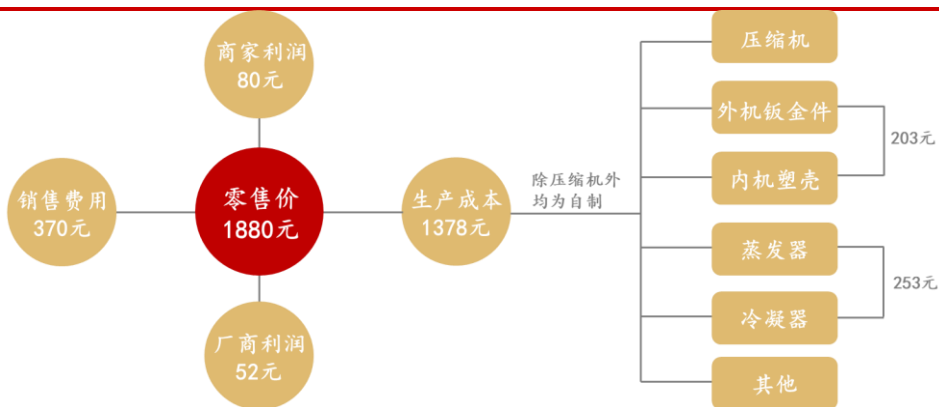 商家利润
80元
销售费用
370元
零售价
1880元
生产成本
1378元
厂商利润
52元
除压缩机外
均为自制
压缩机
外机钣金件
内机塑壳
203元
蒸发器
冷凝器
253元
其他